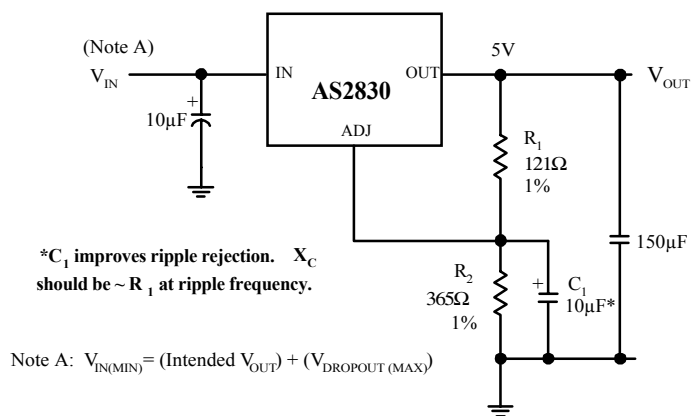 (Note A)
V_IN
IN
OUT
AS2830
ADJ
5V
V_OUT
+
10µF
R_1
121Ω
1%
*C_1 improves ripple rejection. X_C
should be ~ R_1 at ripple frequency.
R_2
365Ω
1%
+
C_1
10µF*
150µF
Note A: V_IN(MIN) = (Intended V_OUT) + (V_DROPOUT (MAX))